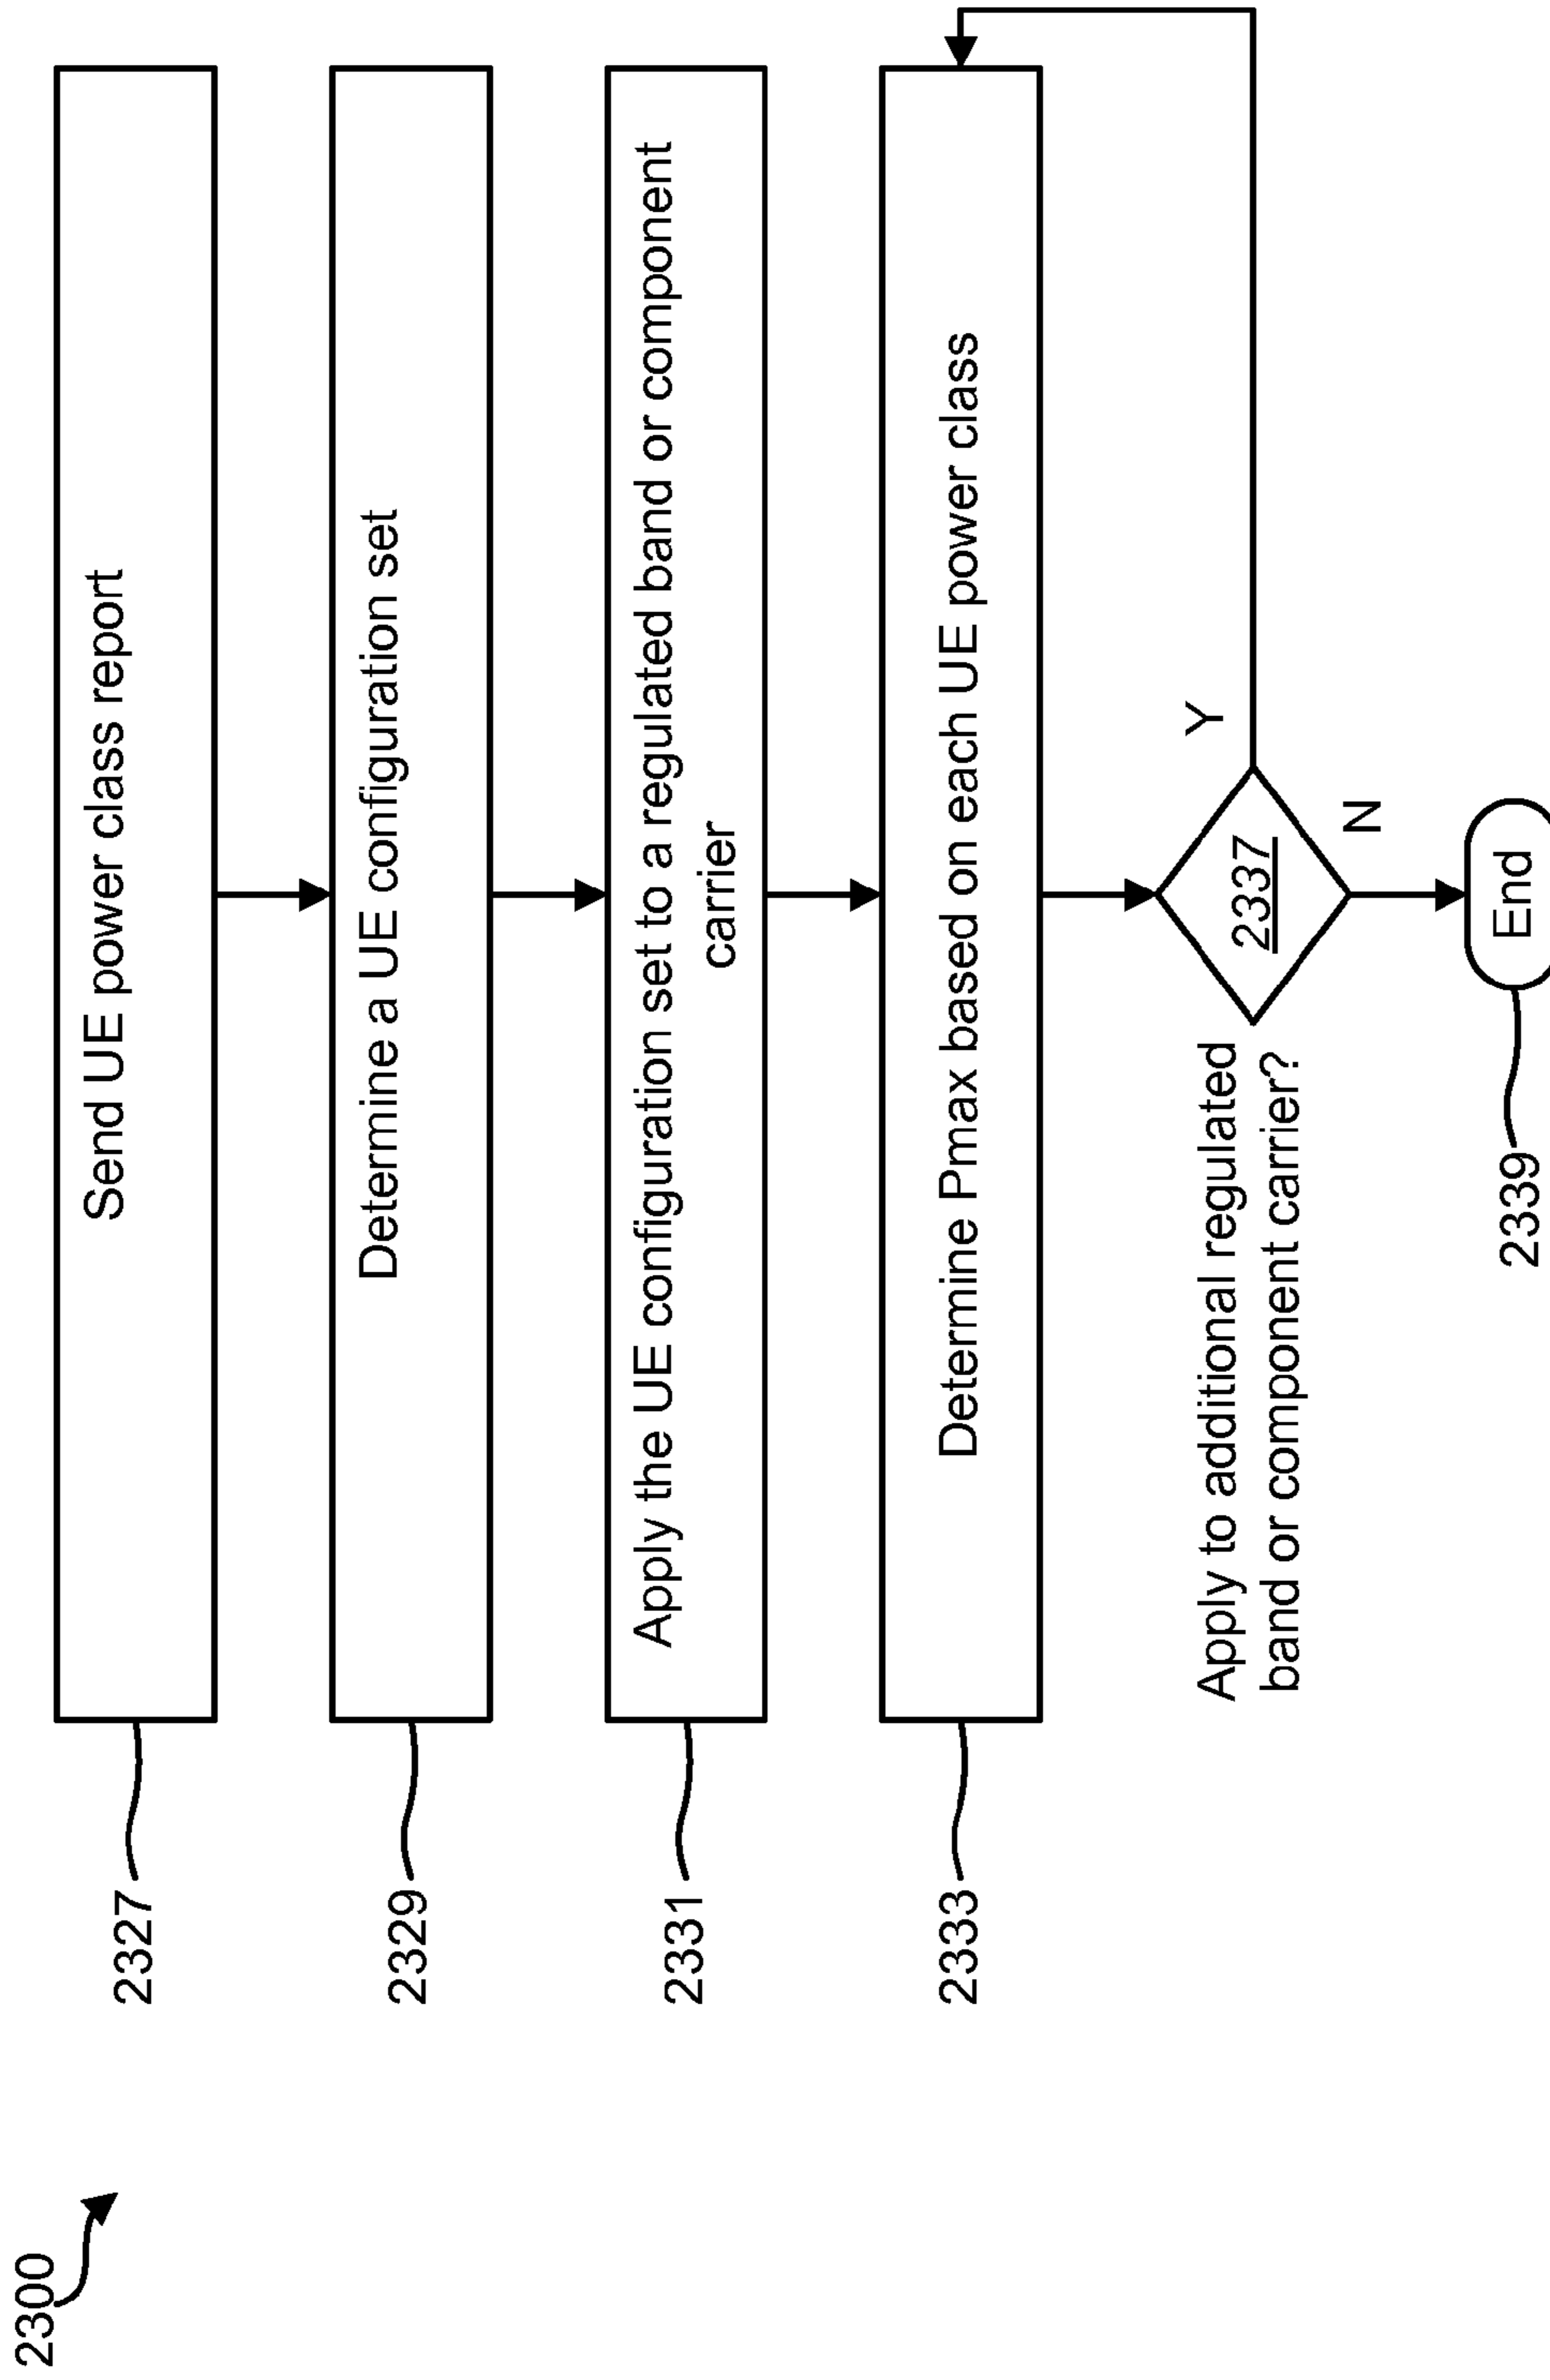 2300
2327
Send UE power class report
2329
Determine a UE configuration set
2331
Apply the UE configuration set to a regulated band or component
carrier
2333
Determine Pmax based on each UE power class
Apply to additional regulated
band or component carrier?
2337
Y
N
2339
End